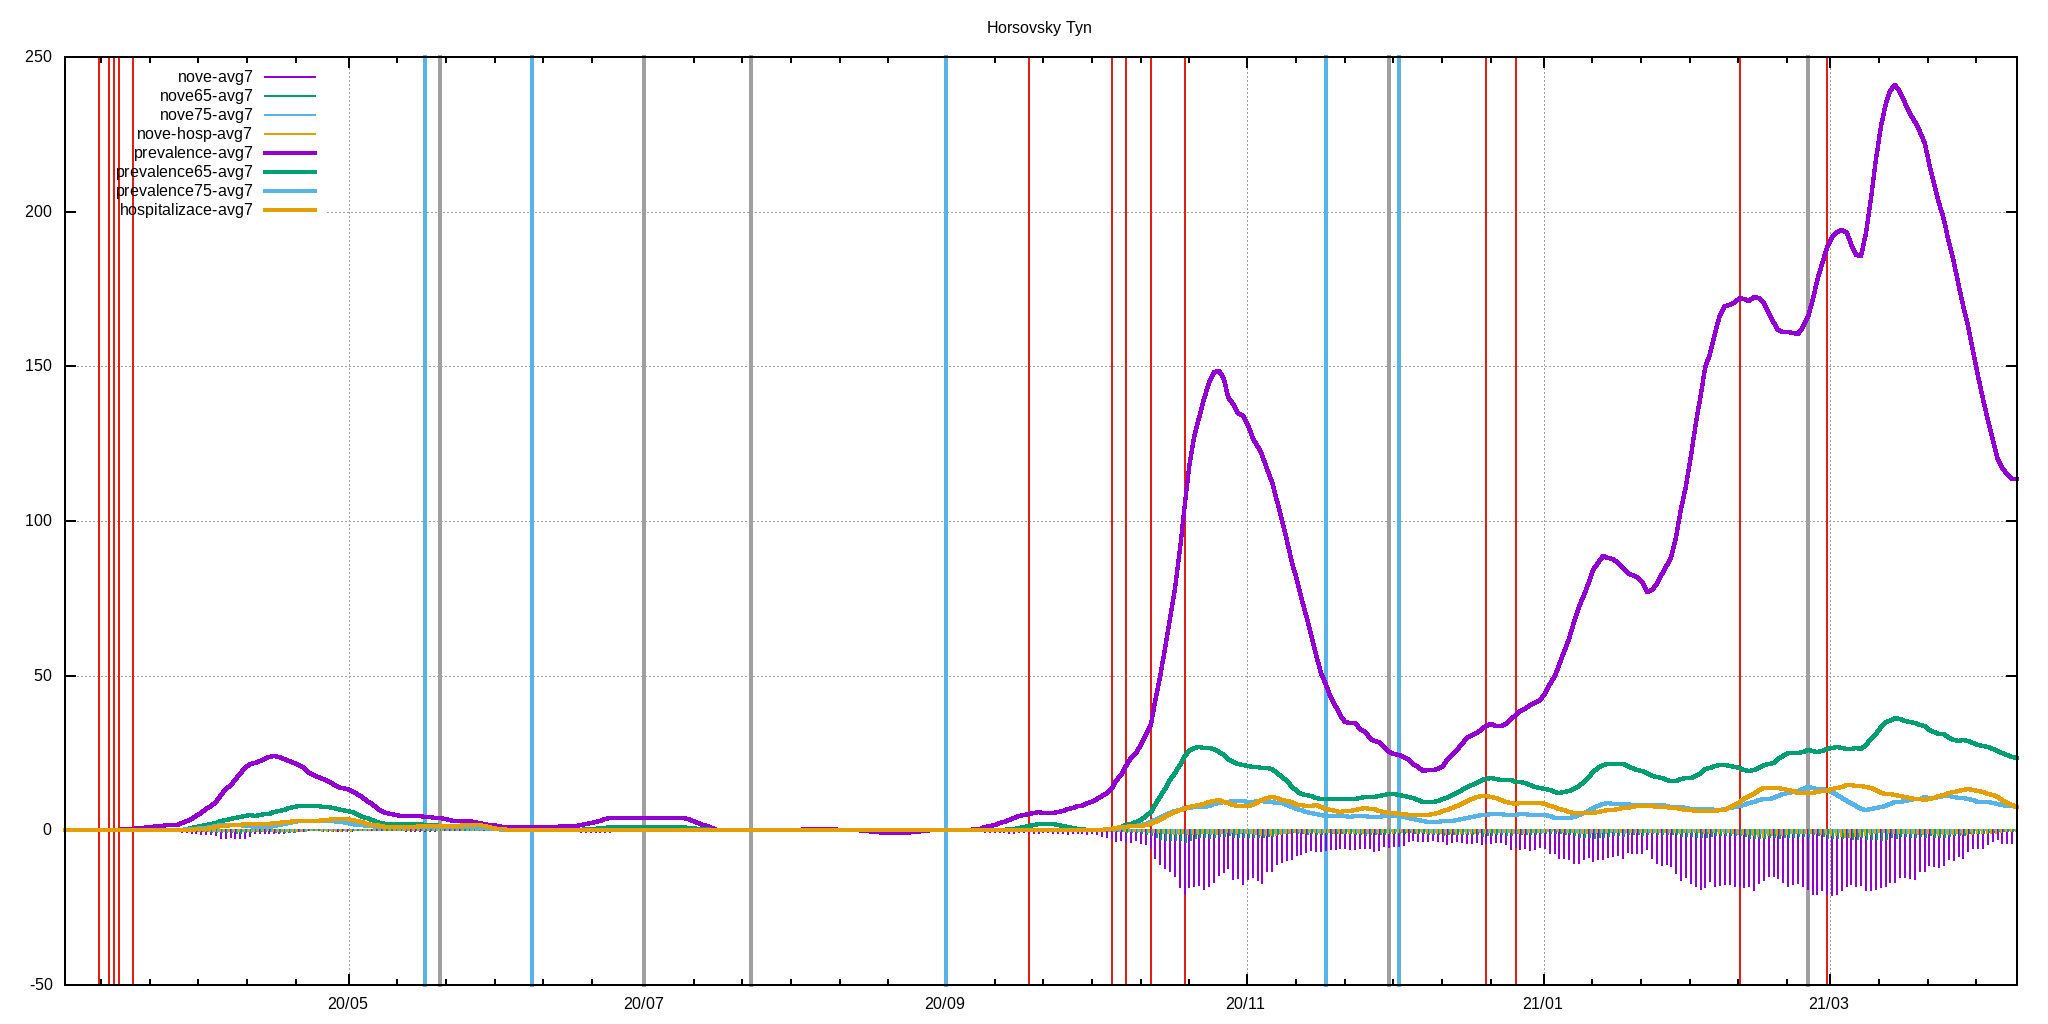 Horsovsky Tyn
250
200
150
100
50
0
-50
nove-avg7
nove65-avg7
nove75-avg7
nove-hosp-avg7
prevalence-avg7
prevalence65-avg7
prevalence75-avg7
hospitalizace-avg7
20/05 20/07 20/09 20/11 21/01 21/03